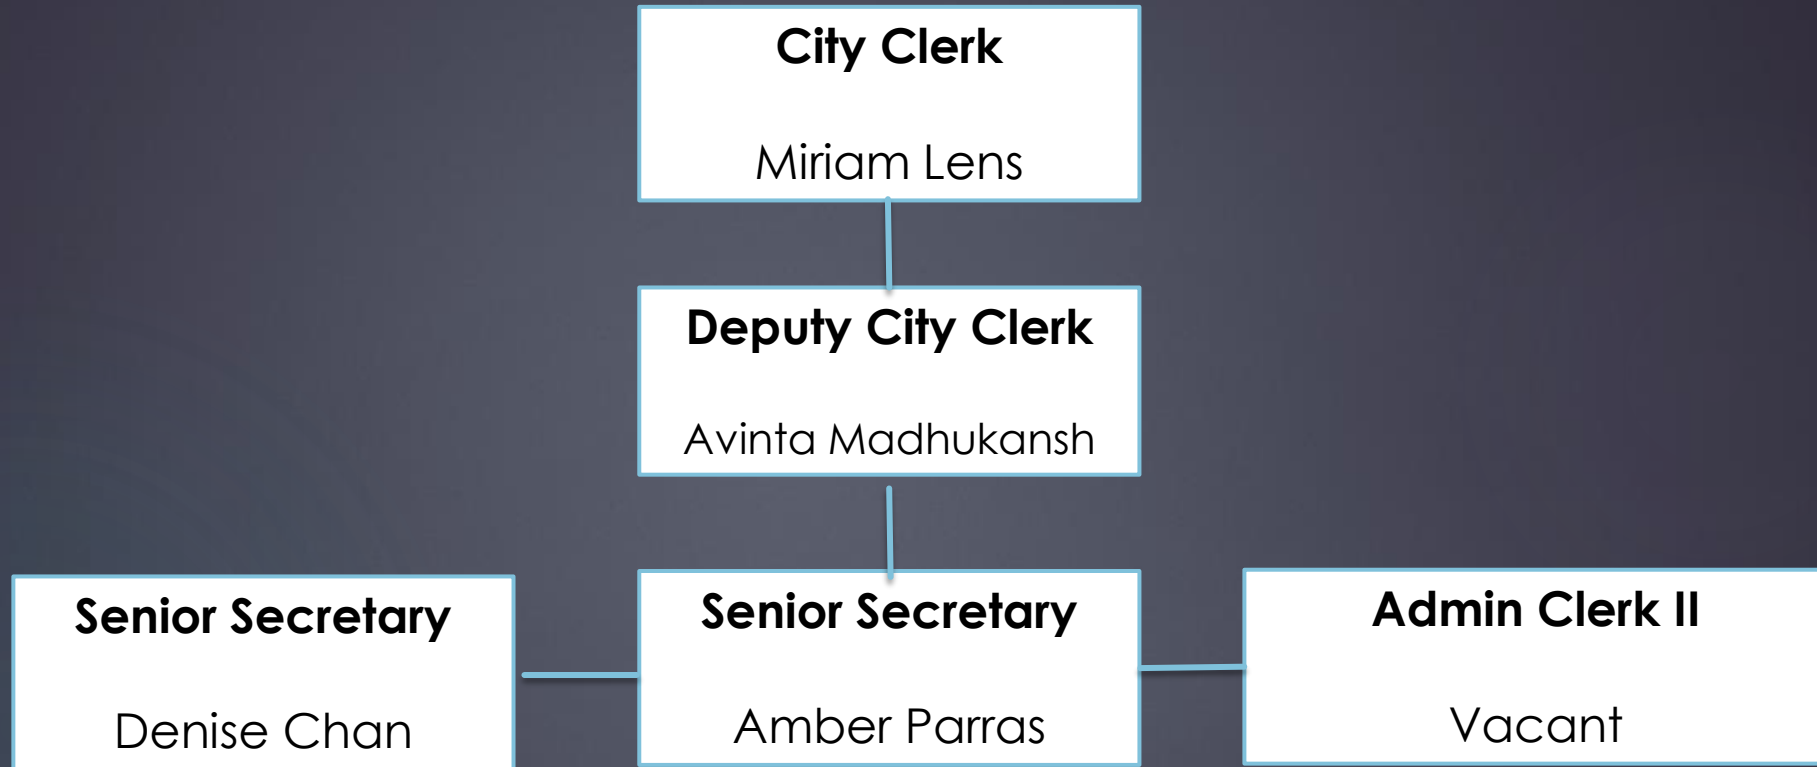 City Clerk
Miriam Lens
Deputy City Clerk
Avinta Madhukansh
Senior Secretary
Denise Chan
Senior Secretary
Amber Parras
Admin Clerk II
Vacant